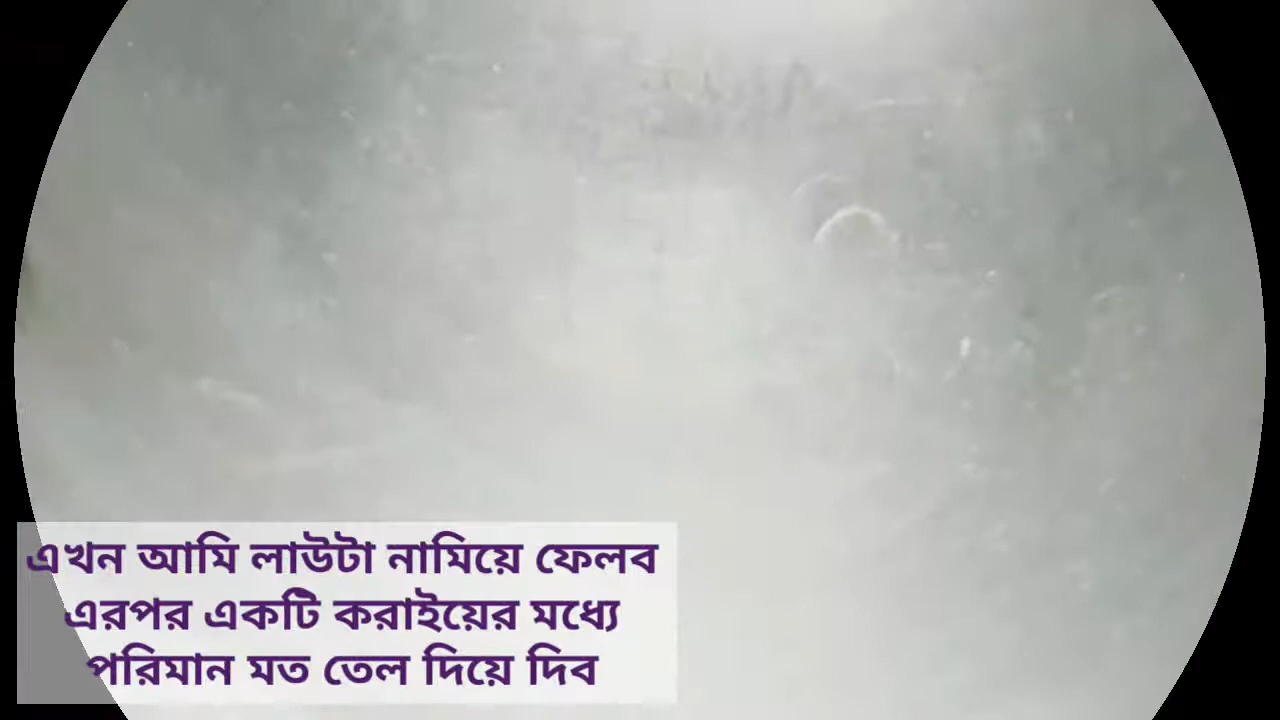 এখন আমি লাউটা নামিয়ে ফেলব
এরপর একটি করাইয়ের মধ্যে
পরিমান মত তেল দিয়ে দিব